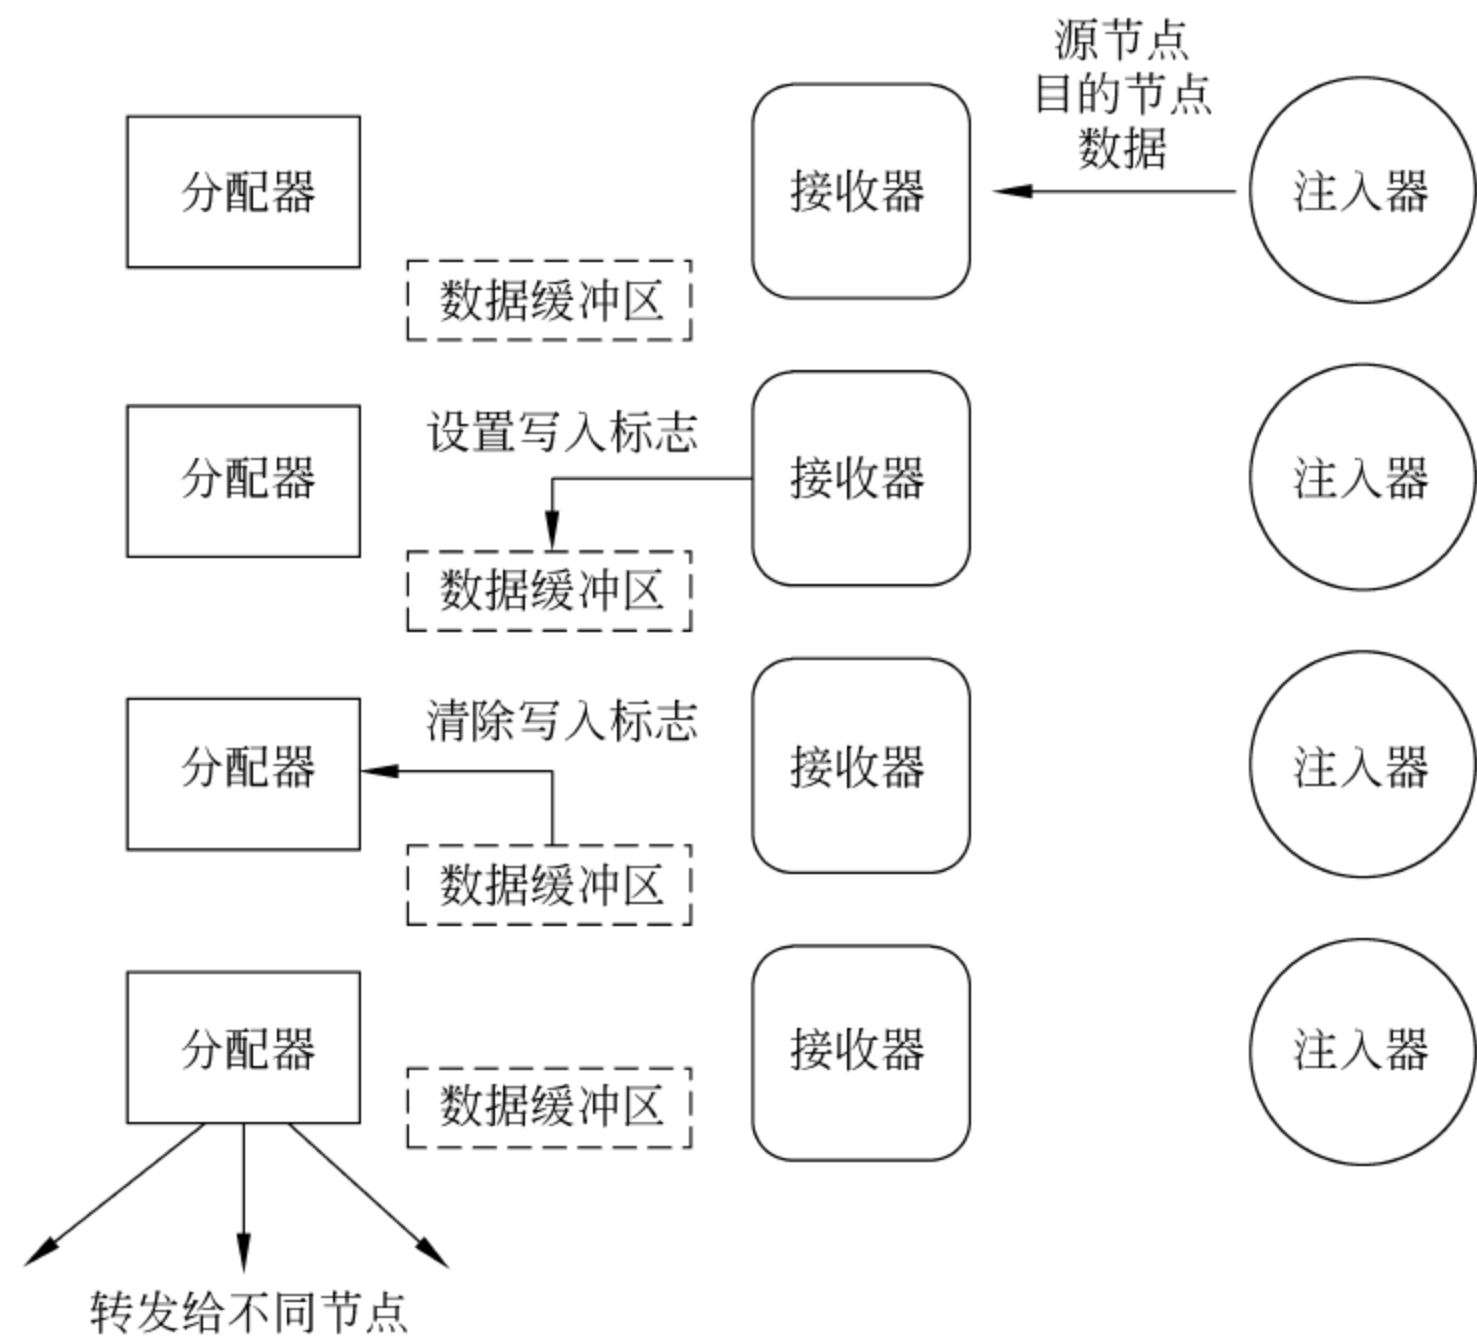 源节点
目的节点
数据
分配器
接收器
注入器
数据缓冲区
设置写入标志
分配器
接收器
注入器
数据缓冲区
清除写入标志
分配器
接收器
注入器
数据缓冲区
分配器
接收器
注入器
数据缓冲区
转发给不同节点